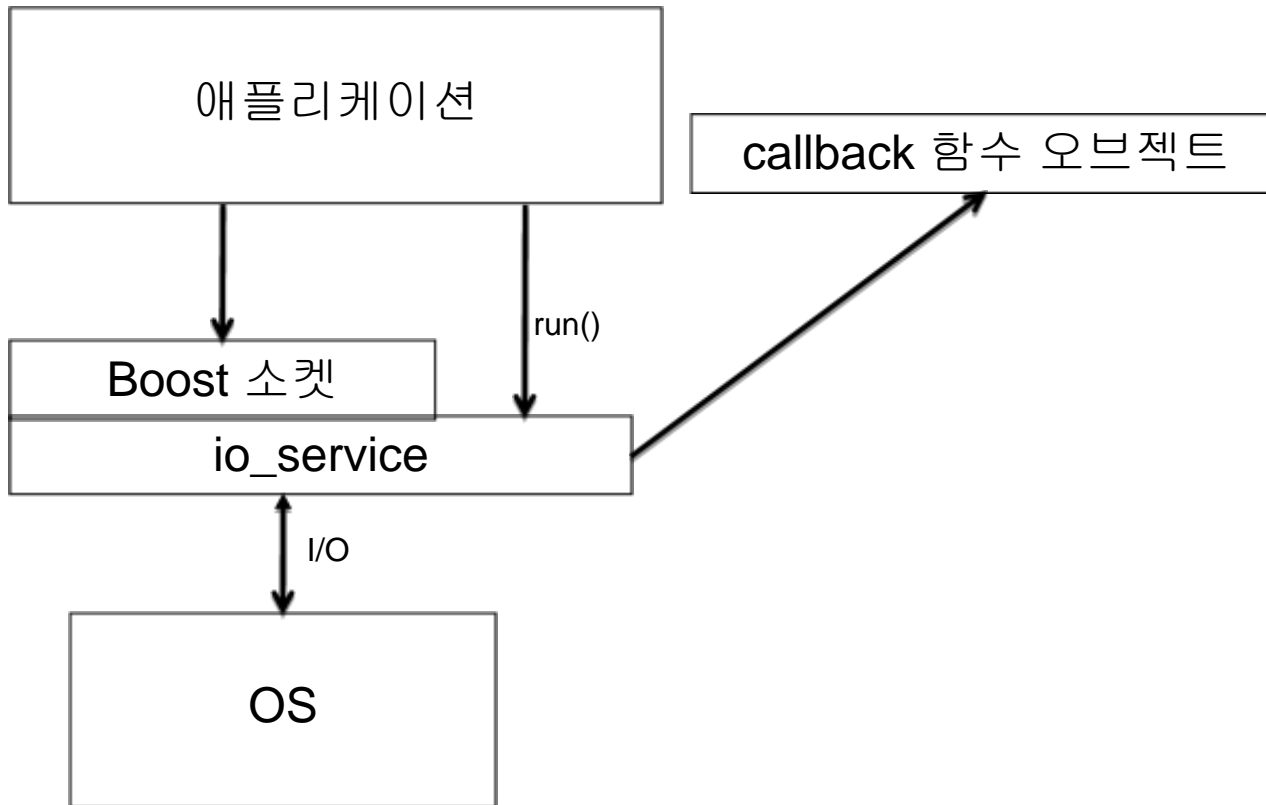 애플리케이션
callback 함수 오브젝트
run()
Boost 소켓
io_service
I/O
OS